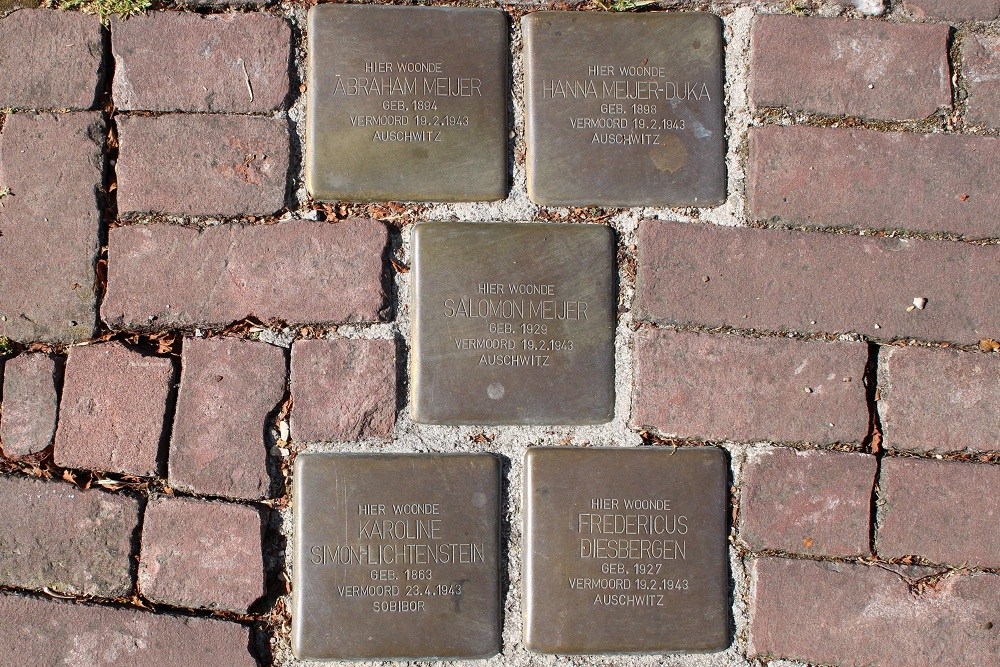 HIER WOONDE
ABRAHAM MEIJER
GEB. 1894
VERMOORD 19.2.1943
AUSCHWITZ
HIER WOONDE
HANNA MEIJER-DUKA
GEB. 1898
VERMOORD 19.2.1943
AUSCHWITZ
HIER WOONDE
SALOMON MEIJER
GEB. 1929
VERMOORD 19.2.1943
AUSCHWITZ
HIER WOONDE
KAROLINE
SIMON-LICHTENSTEIN
GEB. 1863
VERMOORD 23.4.1943
SOBIBOR
HIER WOONDE
FREDERICUS
DIESBERGEN
GEB. 1927
VERMOORD 19.2.1943
AUSCHWITZ